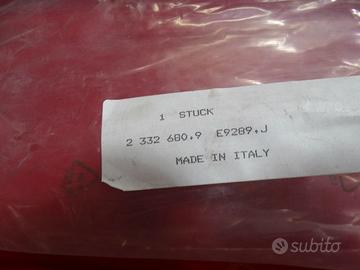 1 STUCK
2 332 680.9 E9289.J
MADE IN ITALY
subito